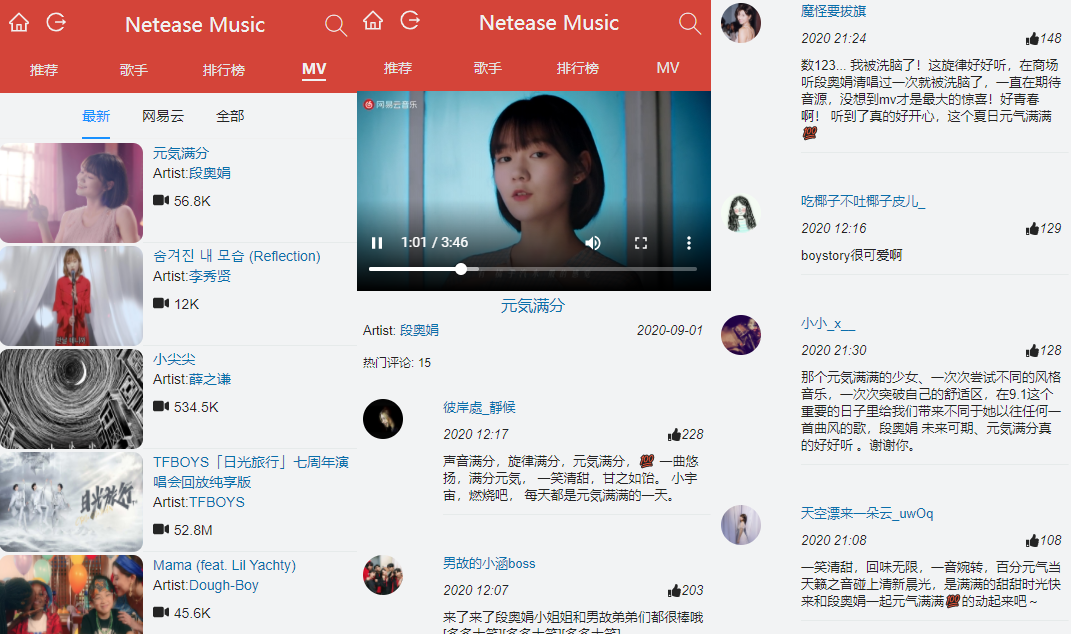 Netease Music
推荐 歌手 排行榜 MV
最新 网易云 全部
元気满分
Artist:段奥娟
56.8K
숨겨진 내 모습 (Reflection)
Artist:李秀贤
12K
小尖尖
Artist:薛之谦
534.5K
TFBOYS「日光旅行」七周年演
唱会回放纯享版
Artist:TFBOYS
52.8M
日光旅行
Mama (feat. Lil Yachty)
Artist:Dough-Boy
45.6K
Netease Music
推荐 歌手 排行榜 MV
网易云音乐
1:01 / 3:46
元気满分
Artist: 段奥娟 2020-09-01
热门评论: 15
彼岸處_靜候
2020 12:17 228
声音满分，旋律满分，元気满分，💯 一曲悠
扬，满分元気， 一笑清甜，甘之如饴。 小宇
宙，燃烧吧， 每天都是元気满满的一天。
男故的小涵boss
2020 12:07 203
来了来了段奥娟小姐姐和男故弟弟们都很棒哦
[多多大笑][多多大笑][多多大笑]
魔怪要拔旗
2020 21:24 148
数123... 我被洗脑了！这旋律好好听，在商场
听段奥娟清唱过一次就被洗脑了，一直在期待
音源，没想到mv才是最大的惊喜！好青春
啊！ 听到了真的好开心，这个夏日元气满满
💯
吃椰子不吐椰子皮儿_
2020 12:16 129
boystory很可爱啊
小小_x__
2020 21:30 128
那个元気满满的少女、一次次尝试不同的风格
音乐，一次次突破自己的舒适区，在9.1这个
重要的日子里给我们带来不同于她以往任何一
首曲风的歌，段奥娟 未来可期、元気满分真
的好好听 。谢谢你。
天空漂来一朵云_uwOq
2020 21:08 108
一笑清甜，回味无限，一音婉转，百分元气当
天籁之音碰上清新晨光，是满满的甜甜时光快
来和段奥娟一起元气满满💯的动起来吧～